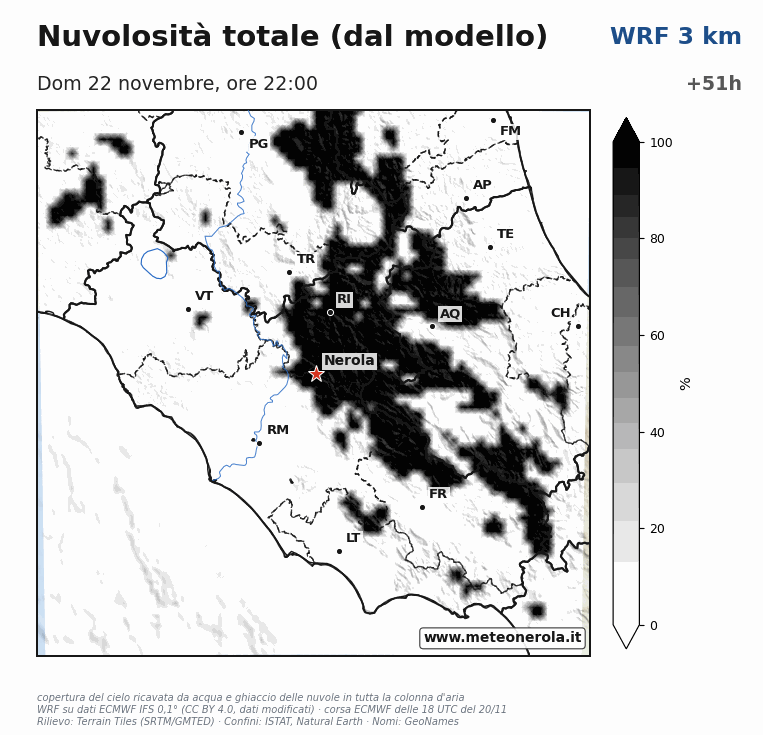 Nuvolosità totale (dal modello)
WRF 3 km
Dom 22 novembre, ore 22:00
+51h
FM
PG
AP
TE
TR
VT
RI
AQ
CH
Nerola
RM
FR
LT
www.meteonerola.it
100
80
60
40
20
0
%
copertura del cielo ricavata da acqua e ghiaccio delle nuvole in tutta la colonna d'aria
WRF su dati ECMWF IFS 0,1° (CC BY 4.0, dati modificati) · corsa ECMWF delle 18 UTC del 20/11
Rilievo: Terrain Tiles (SRTM/GMTED) · Confini: ISTAT, Natural Earth · Nomi: GeoNames